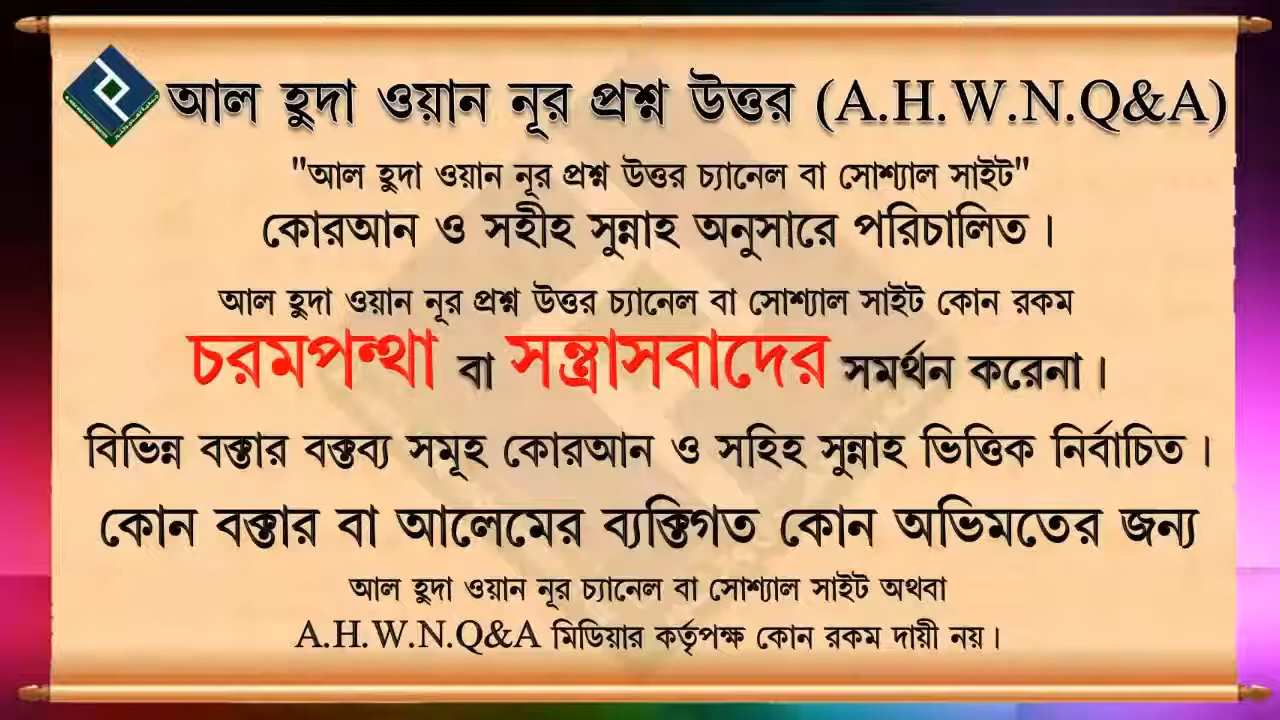 আল হুদা ওয়ান নূর প্রশ্ন উত্তর (A.H.W.N.Q&A)
"আল হুদা ওয়ান নূর প্রশ্ন উত্তর চ্যানেল বা সোশ্যাল সাইট"
কোরআন ও সহীহ সুন্নাহ অনুসারে পরিচালিত ।
আল হুদা ওয়ান নূর প্রশ্ন উত্তর চ্যানেল বা সোশ্যাল সাইট কোন রকম
চরমপন্থা বা সন্ত্রাসবাদের সমর্থন করেনা ।
বিভিন্ন বক্তার বক্তব্য সমূহ কোরআন ও সহিহ সুন্নাহ ভিত্তিক নির্বাচিত ।
কোন বক্তার বা আলেমের ব্যক্তিগত কোন অভিমতের জন্য
আল হুদা ওয়ান নূর চ্যানেল বা সোশ্যাল সাইট অথবা
A.H.W.N.Q&A মিডিয়ার কর্তৃপক্ষ কোন রকম দায়ী নয় ।